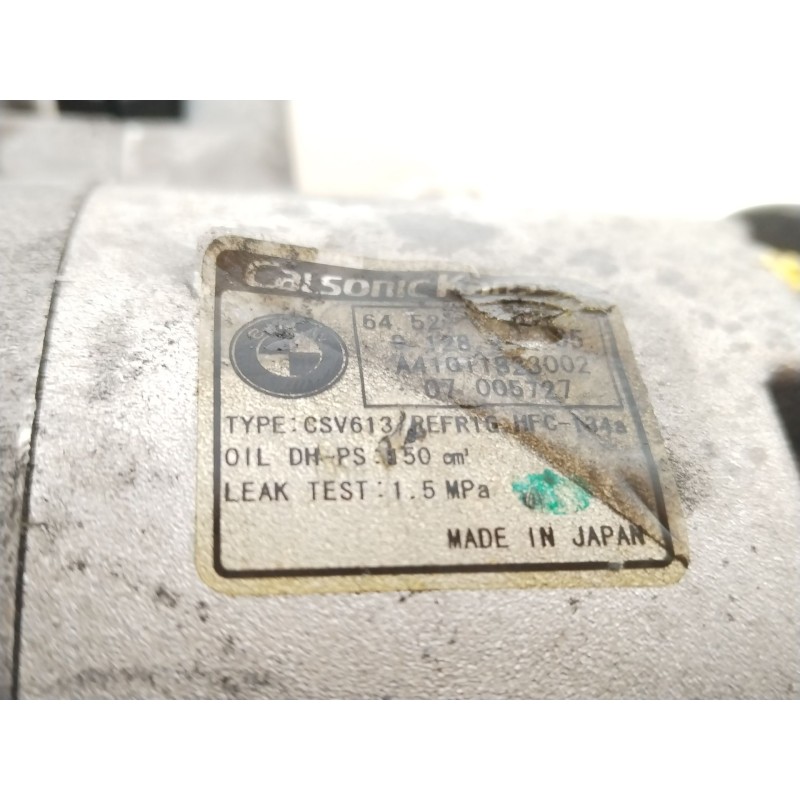 Calsonic
64.52
A41011B23002
07 005727
TYPE:CSV613/REFRIG HFC-134a
OIL DH-PS:150 cm³
LEAK TEST:1.5 MPa
MADE IN JAPAN